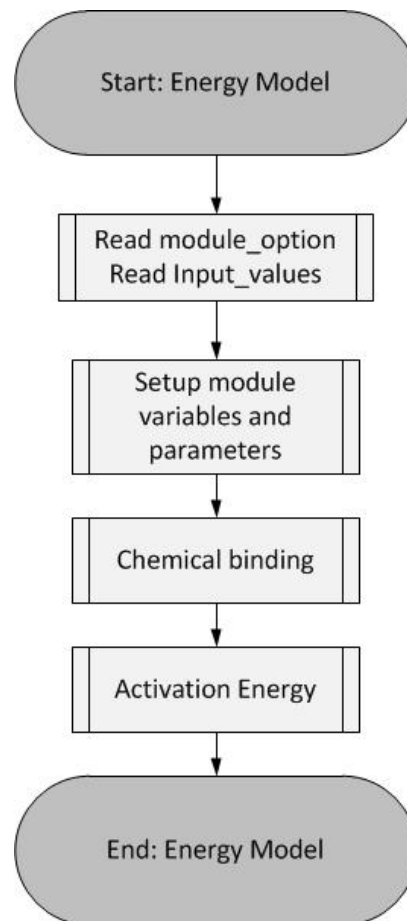 Start: Energy Model
Read module_option
Read Input_values
Setup module
variables and
parameters
Chemical binding
Activation Energy
End: Energy Model